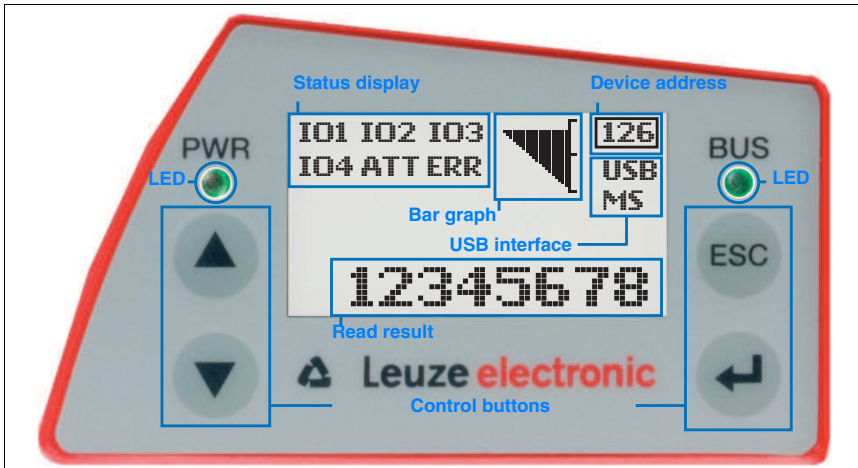 Status display
Device address
IO1 IO2 IO3
IO4 ATT ERR
126
PWR
BUS
LED
USB
MS
LED
Bar graph
USB interface
ESC
12345678
Read result
Leuze electronic
Control buttons